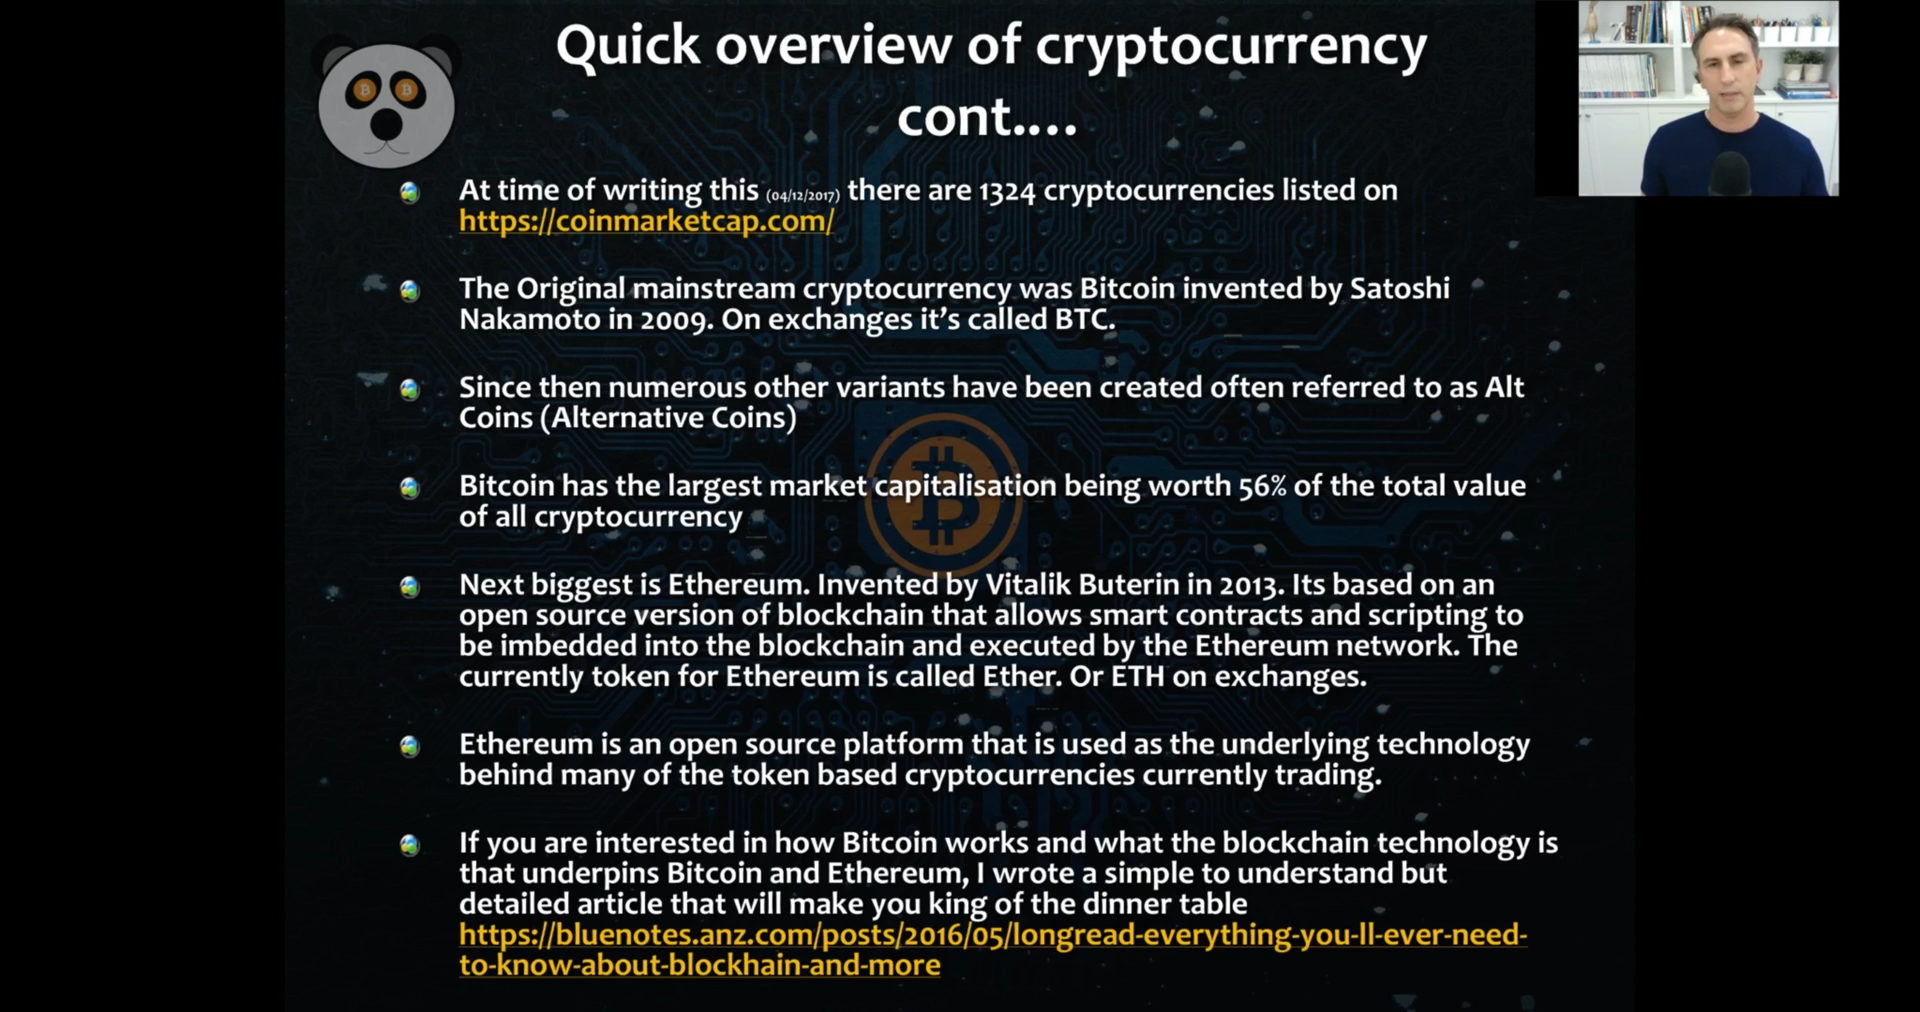 Quick overview of cryptocurrency
cont....
At time of writing this (04/12/2017) there are 1324 cryptocurrencies listed on
https://coinmarketcap.com/
The Original mainstream cryptocurrency was Bitcoin invented by Satoshi
Nakamoto in 2009. On exchanges it's called BTC.
Since then numerous other variants have been created often referred to as Alt
Coins (Alternative Coins)
Bitcoin has the largest market capitalisation being worth 56% of the total value
of all cryptocurrency
Next biggest is Ethereum. Invented by Vitalik Buterin in 2013. Its based on an
open source version of blockchain that allows smart contracts and scripting to
be imbedded into the blockchain and executed by the Ethereum network. The
currently token for Ethereum is called Ether. Or ETH on exchanges.
Ethereum is an open source platform that is used as the underlying technology
behind many of the token based cryptocurrencies currently trading.
If you are interested in how Bitcoin works and what the blockchain technology is
that underpins Bitcoin and Ethereum, I wrote a simple to understand but
detailed article that will make you king of the dinner table
https://bluenotes.anz.com/posts/2016/05/longread-everything-you-ll-ever-need-
to-know-about-blockhain-and-more